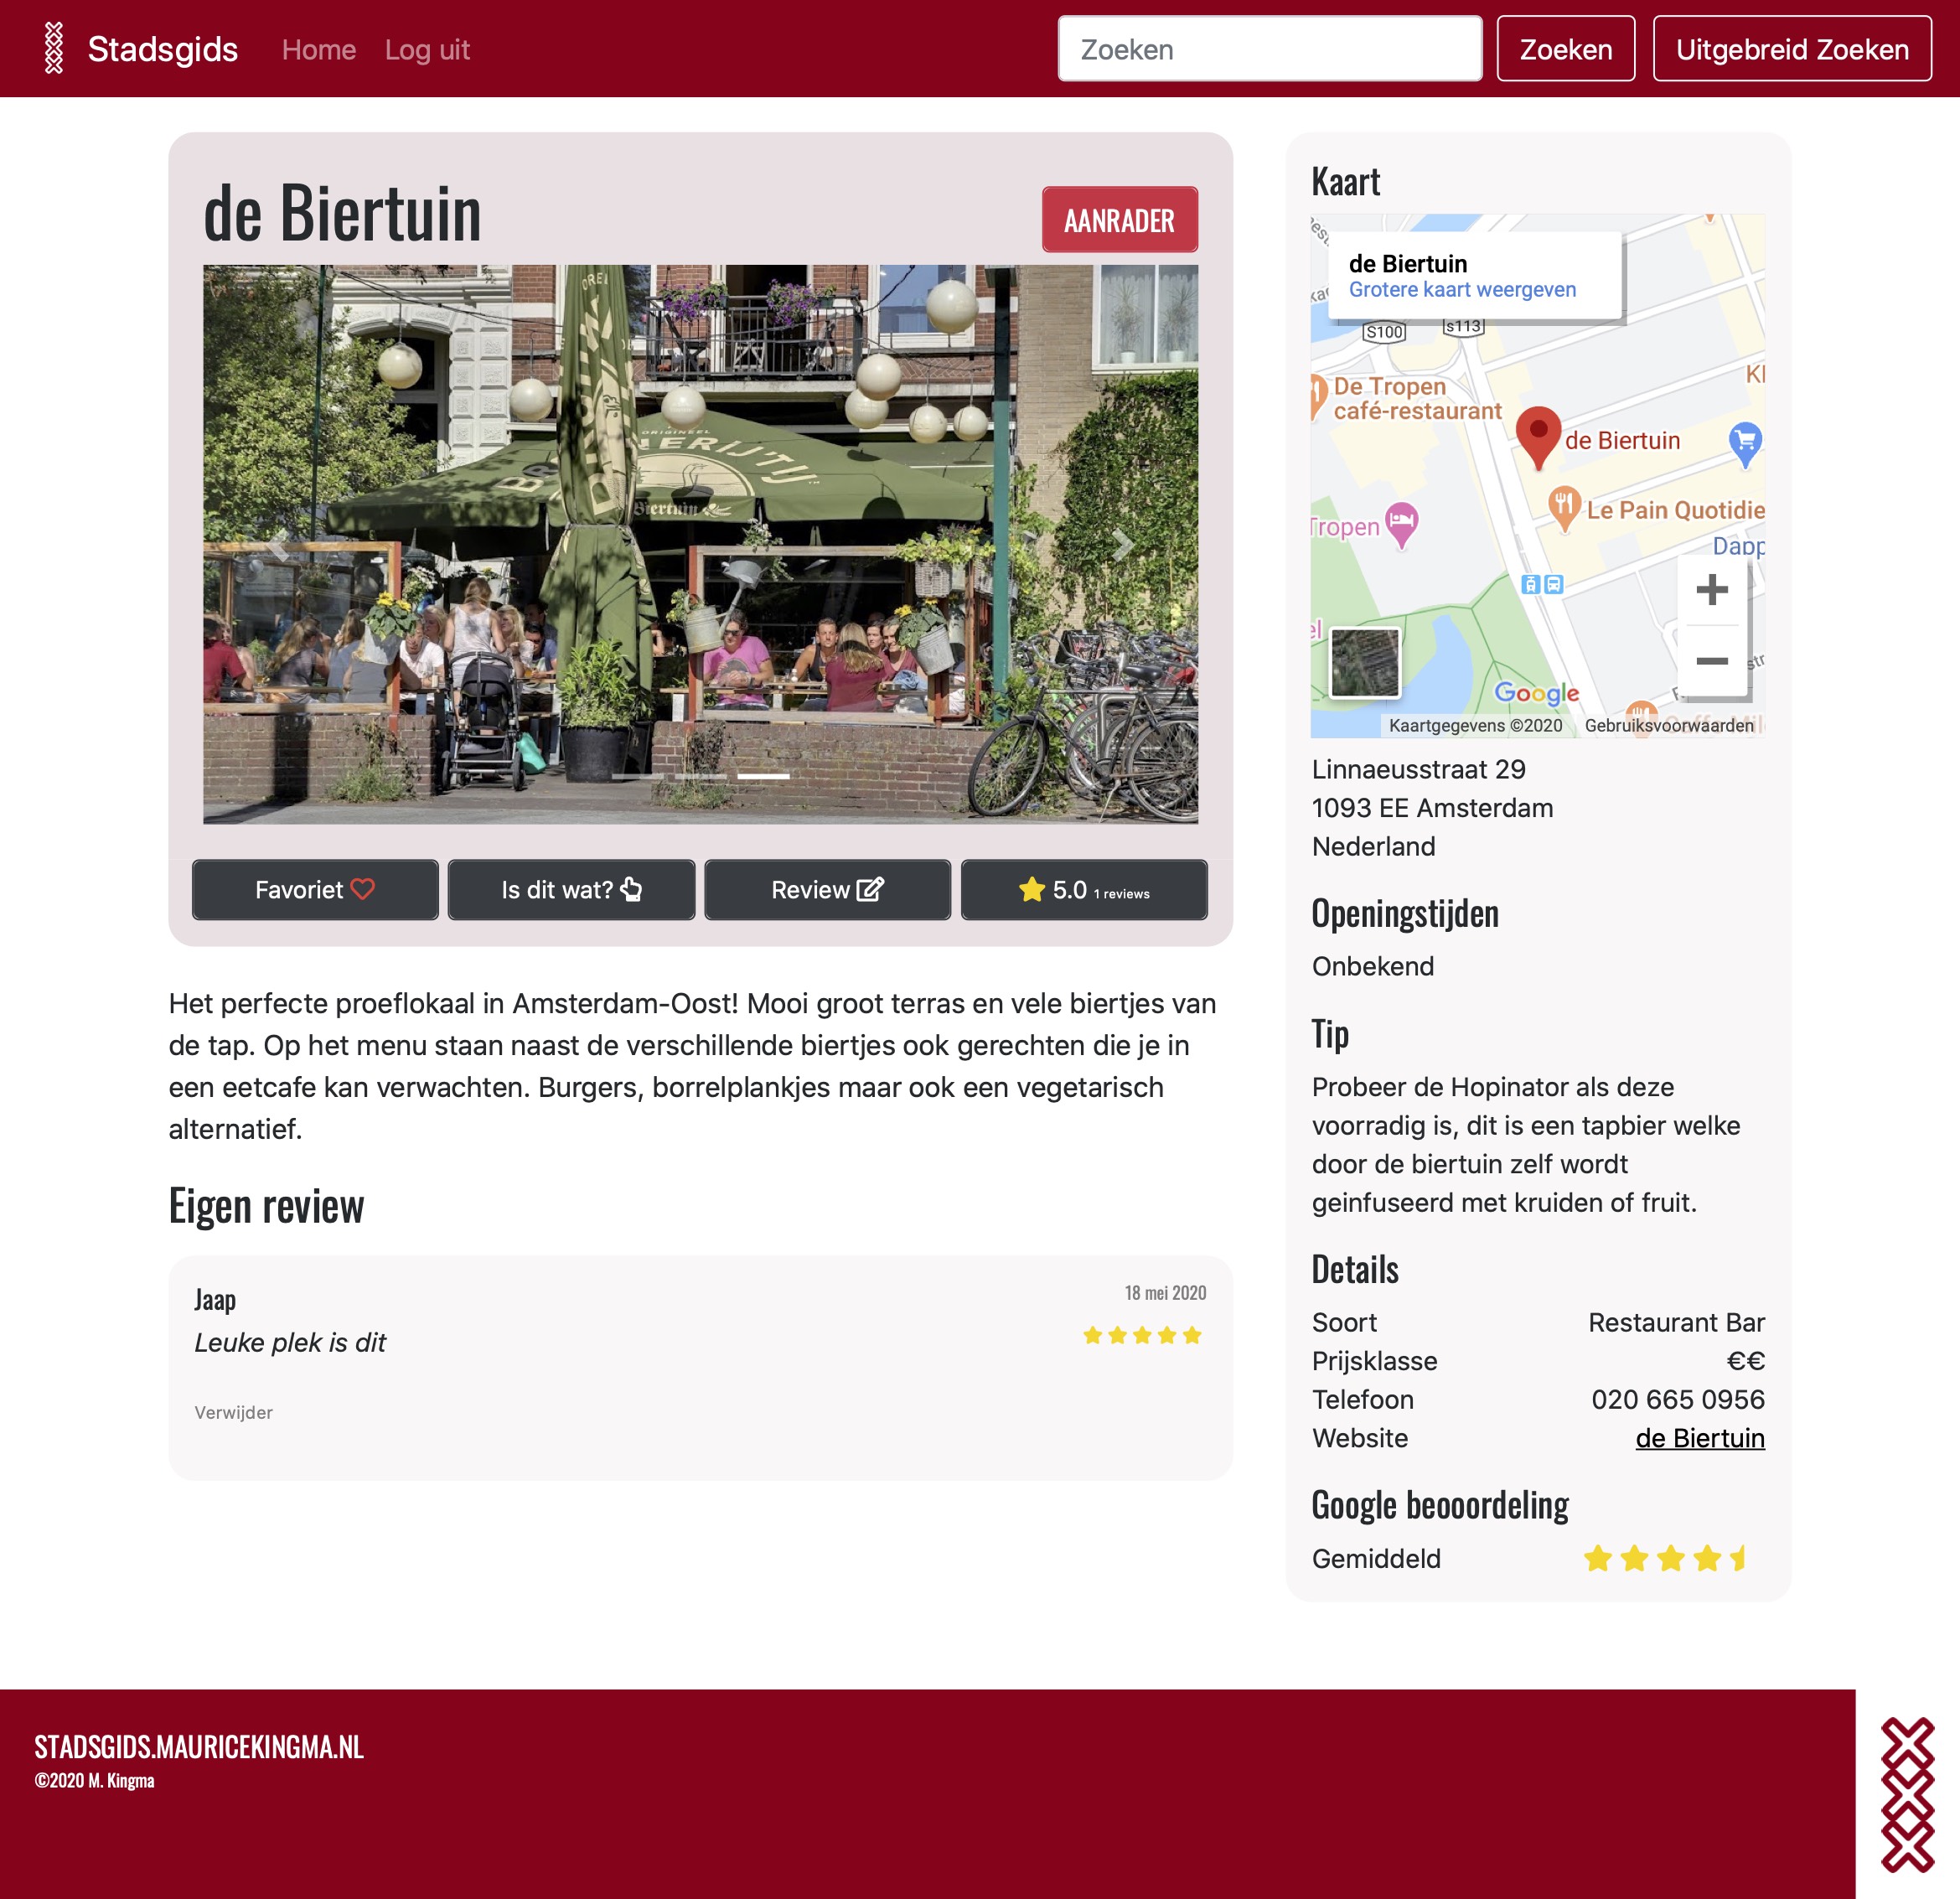 Stadsgids
Home
Log uit
Zoeken
Zoeken
Uitgebreid Zoeken
de Biertuin
AANRADER
ORIGINEEL
Biertuin
Favoriet
Is dit wat?
Review
5.0 1 reviews
Het perfecte proeflokaal in Amsterdam-Oost! Mooi groot terras en vele biertjes van
de tap. Op het menu staan naast de verschillende biertjes ook gerechten die je in
een eetcafe kan verwachten. Burgers, borrelplankjes maar ook een vegetarisch
alternatief.
Eigen review
Jaap
18 mei 2020
Leuke plek is dit
Verwijder
Kaart
de Biertuin
Grotere kaart weergeven
S100
s113
De Tropen
café-restaurant
Kl
de Biertuin
Le Pain Quotidie
Tropen
Dapp
el
str
Google
Kaartgegevens ©2020
Gebruiksvoorwaarden
Linnaeusstraat 29
1093 EE Amsterdam
Nederland
Openingstijden
Onbekend
Tip
Probeer de Hopinator als deze
voorradig is, dit is een tapbier welke
door de biertuin zelf wordt
geinfuseerd met kruiden of fruit.
Details
Soort Restaurant Bar
Prijsklasse €€
Telefoon 020 665 0956
Website de Biertuin
Google beooordeling
Gemiddeld
STADSGIDS.MAURICEKINGMA.NL
©2020 M. Kingma